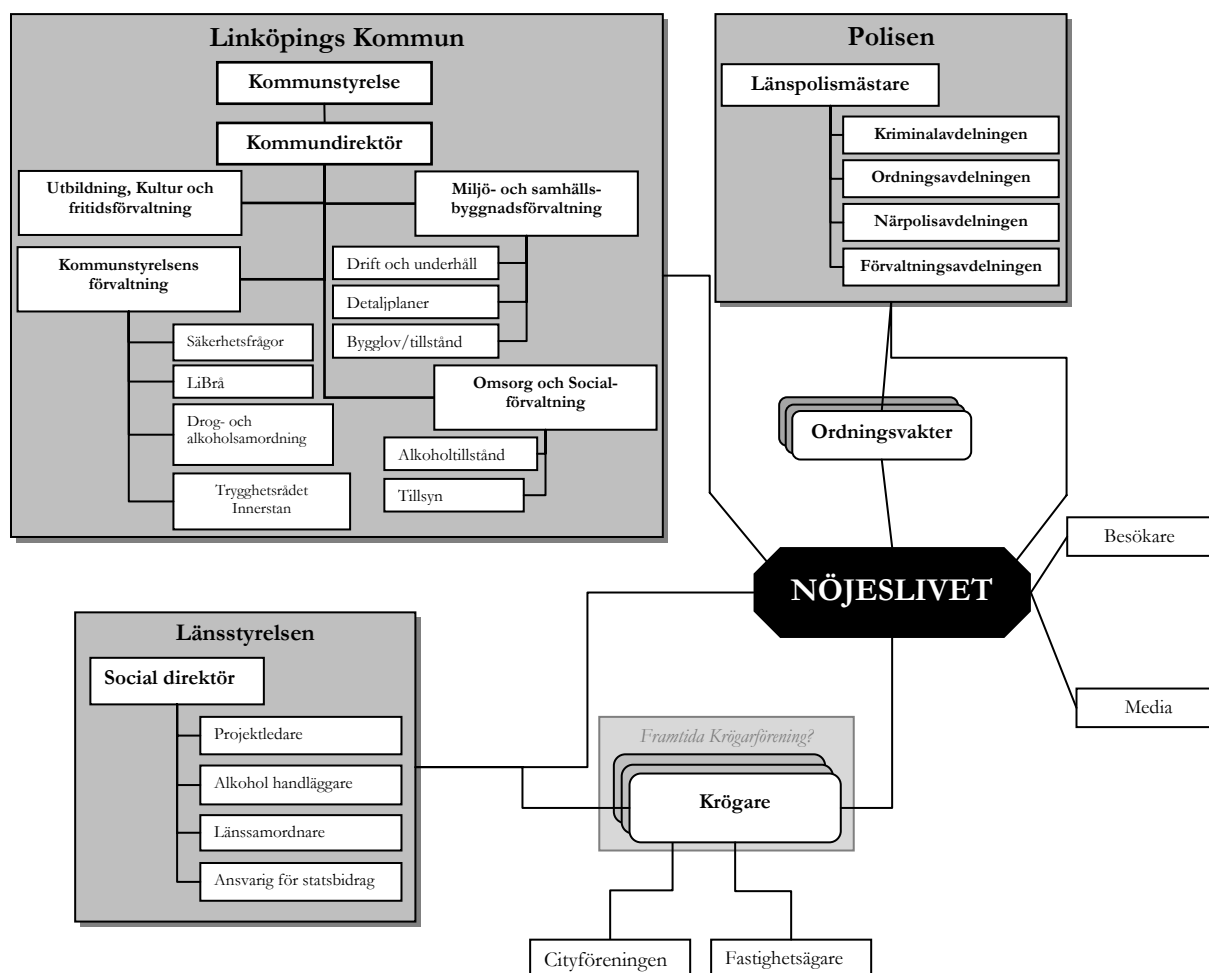 Linköpings Kommun
Kommunstyrelse
Kommundirektör
Utbildning, Kultur och
fritidsförvaltning
Miljö- och samhälls-
byggnadsförvaltning
Kommunstyrelsens
förvaltning
Drift och underhåll
Detaljplaner
Bygglov/tillstånd
Säkerhetsfrågor
LiBrå
Drog- och
alkoholsamordning
Trygghetsrådet
Innerstan
Omsorg och Social-
förvaltning
Alkoholtillstånd
Tillsyn
Polisen
Länspolismästare
Kriminalavdelningen
Ordningsavdelningen
Närpolisavdelningen
Förvaltningsavdelningen
Ordningsvakter
NÖJESLIVET
Besökare
Media
Länsstyrelsen
Social direktör
Projektledare
Alkohol handläggare
Länssamordnare
Ansvarig för statsbidrag
Framtida Krögarförening?
Krögare
Cityföreningen
Fastighetsägare